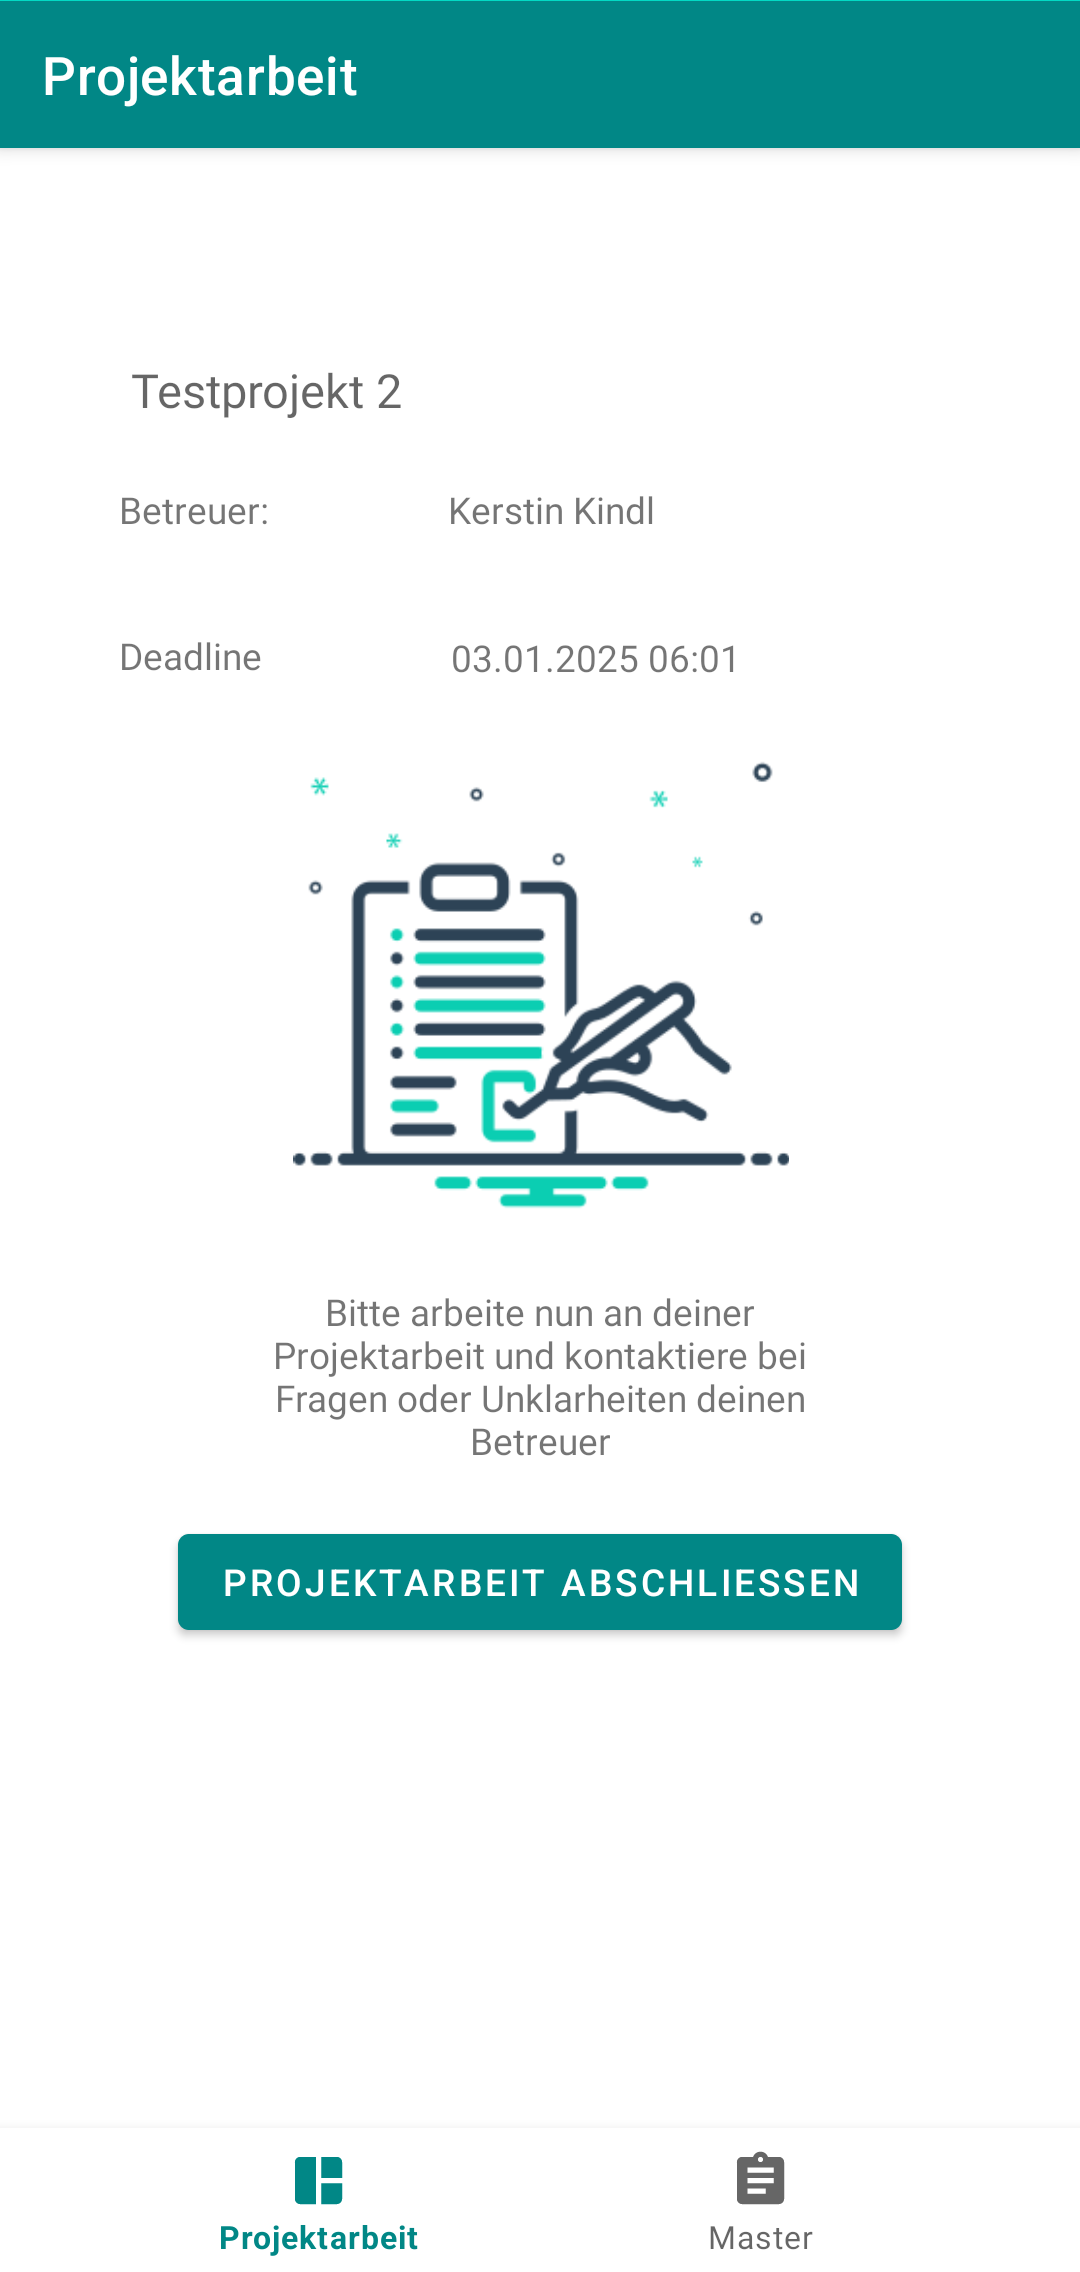 Projektarbeit
Testprojekt 2
Betreuer: Kerstin Kindl
Deadline 03.01.2025 06:01
Bitte arbeite nun an deiner
Projektarbeit und kontaktiere bei
Fragen oder Unklarheiten deinen
Betreuer
PROJEKTARBEIT ABSCHLIESSEN
Projektarbeit Master